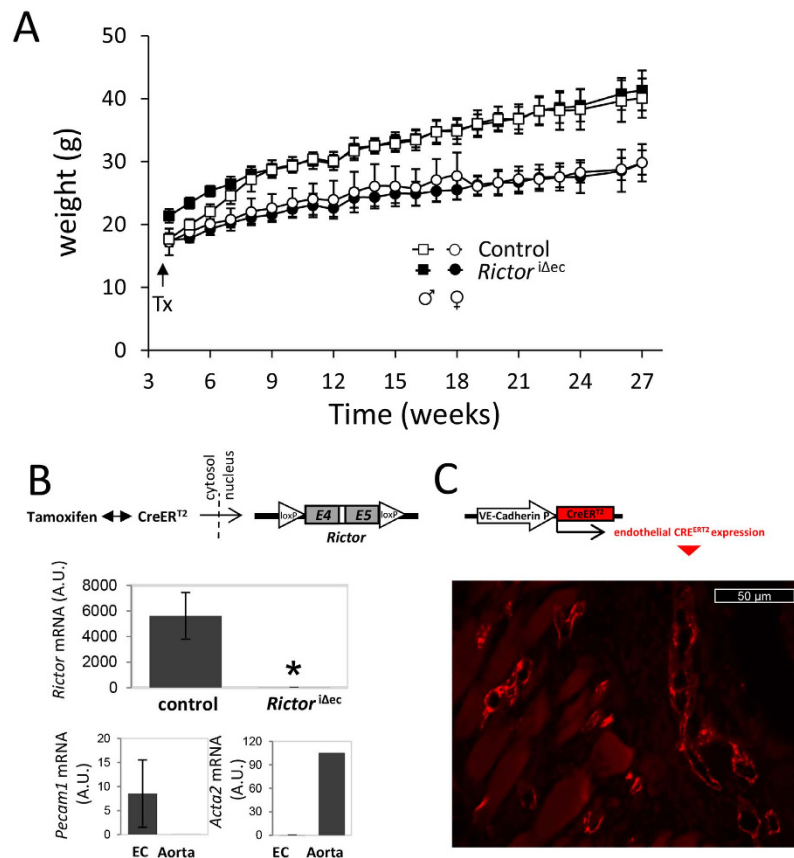 A
weight (g)
50
40
30
20
10
0
Tx
Control
Rictor iΔec
♂ ♀
3 6 9 12 15 18 21 24 27
Time (weeks)
B
Tamoxifen
CreERT2
cytosol
nucleus
loxP
E4
E5
loxP
Rictor
Rictor mRNA (A.U.)
8000
6000
4000
2000
0
*
control
Rictor iΔec
Pecam1 mRNA
(A.U.)
20
15
10
5
0
EC Aorta
Acta2 mRNA
(A.U.)
120
90
60
30
0
EC Aorta
C
VE-Cadherin P
CreERT2
endothelial CREERT2 expression
50 µm